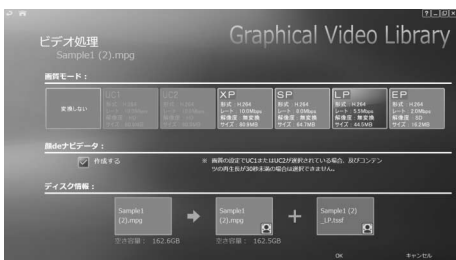 Graphical Video Library
ビデオ処理
Sample1 (2).mpg
画質モード：
変換しない
UC1
UC2
XP
形式：H.264
レート：10.0Mbps
解像度：無変換
サイズ：80.8MB
SP
形式：H.264
レート：8.0Mbps
解像度：無変換
サイズ：64.7MB
LP
形式：H.264
レート：5.5Mbps
解像度：無変換
サイズ：44.5MB
EP
形式：H.264
レート：2.0Mbps
解像度：SD
サイズ：16.2MB
顔deナビデータ：
作成する
※ 画質の設定でUC1またはUC2が選択されている場合、及びコンテン
ツの再生長が30秒未満の場合は選択できません。
ディスク情報：
Sample1
(2).mpg
空き容量： 162.6GB
Sample1
(2).mpg
空き容量： 162.5GB
Sample1 (2)
_LP.tssf
OK
キャンセル